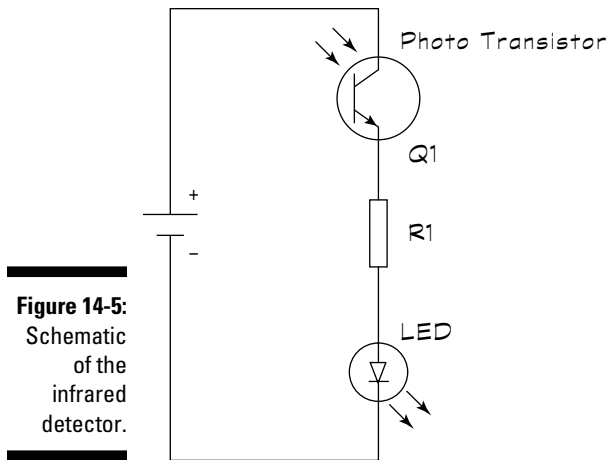 Photo Transistor
Q1
+
−
R1
LED
Figure 14-5:
Schematic
of the
infrared
detector.